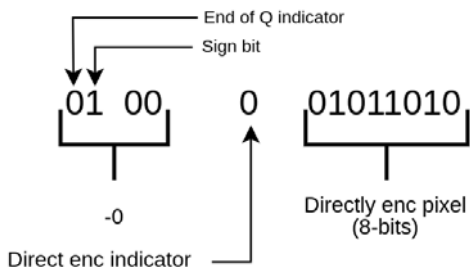 End of Q indicator
Sign bit
01 00 0 01011010
-0
Directly enc pixel
(8-bits)
Direct enc indicator